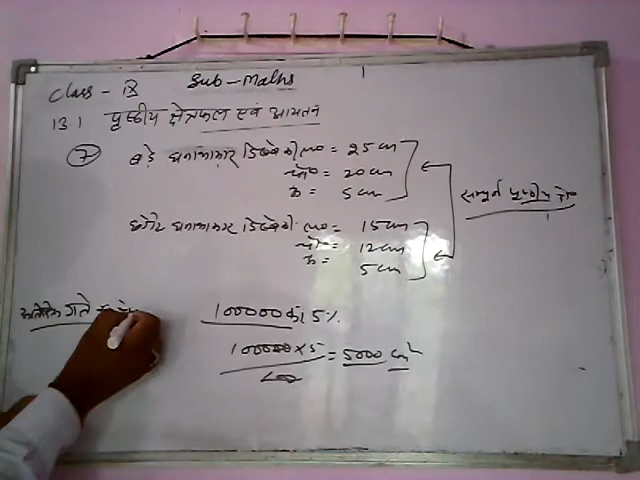 Class - IX Sub - Maths
13.1 पृष्ठीय क्षेत्रफल एवं आयतन
7 बड़े घनाभाकार डिब्बे की ल० = 25 cm
चौ० = 20 cm
ऊँ = 5 cm
सम्पूर्ण पृष्ठीय क्षे०
छोटे घनाभाकार डिब्बे की ल० = 15 cm
चौ० = 12 cm
ऊँ = 5 cm
गत्ते 100000 का 5%
100000 x 5 = 5000 cm²